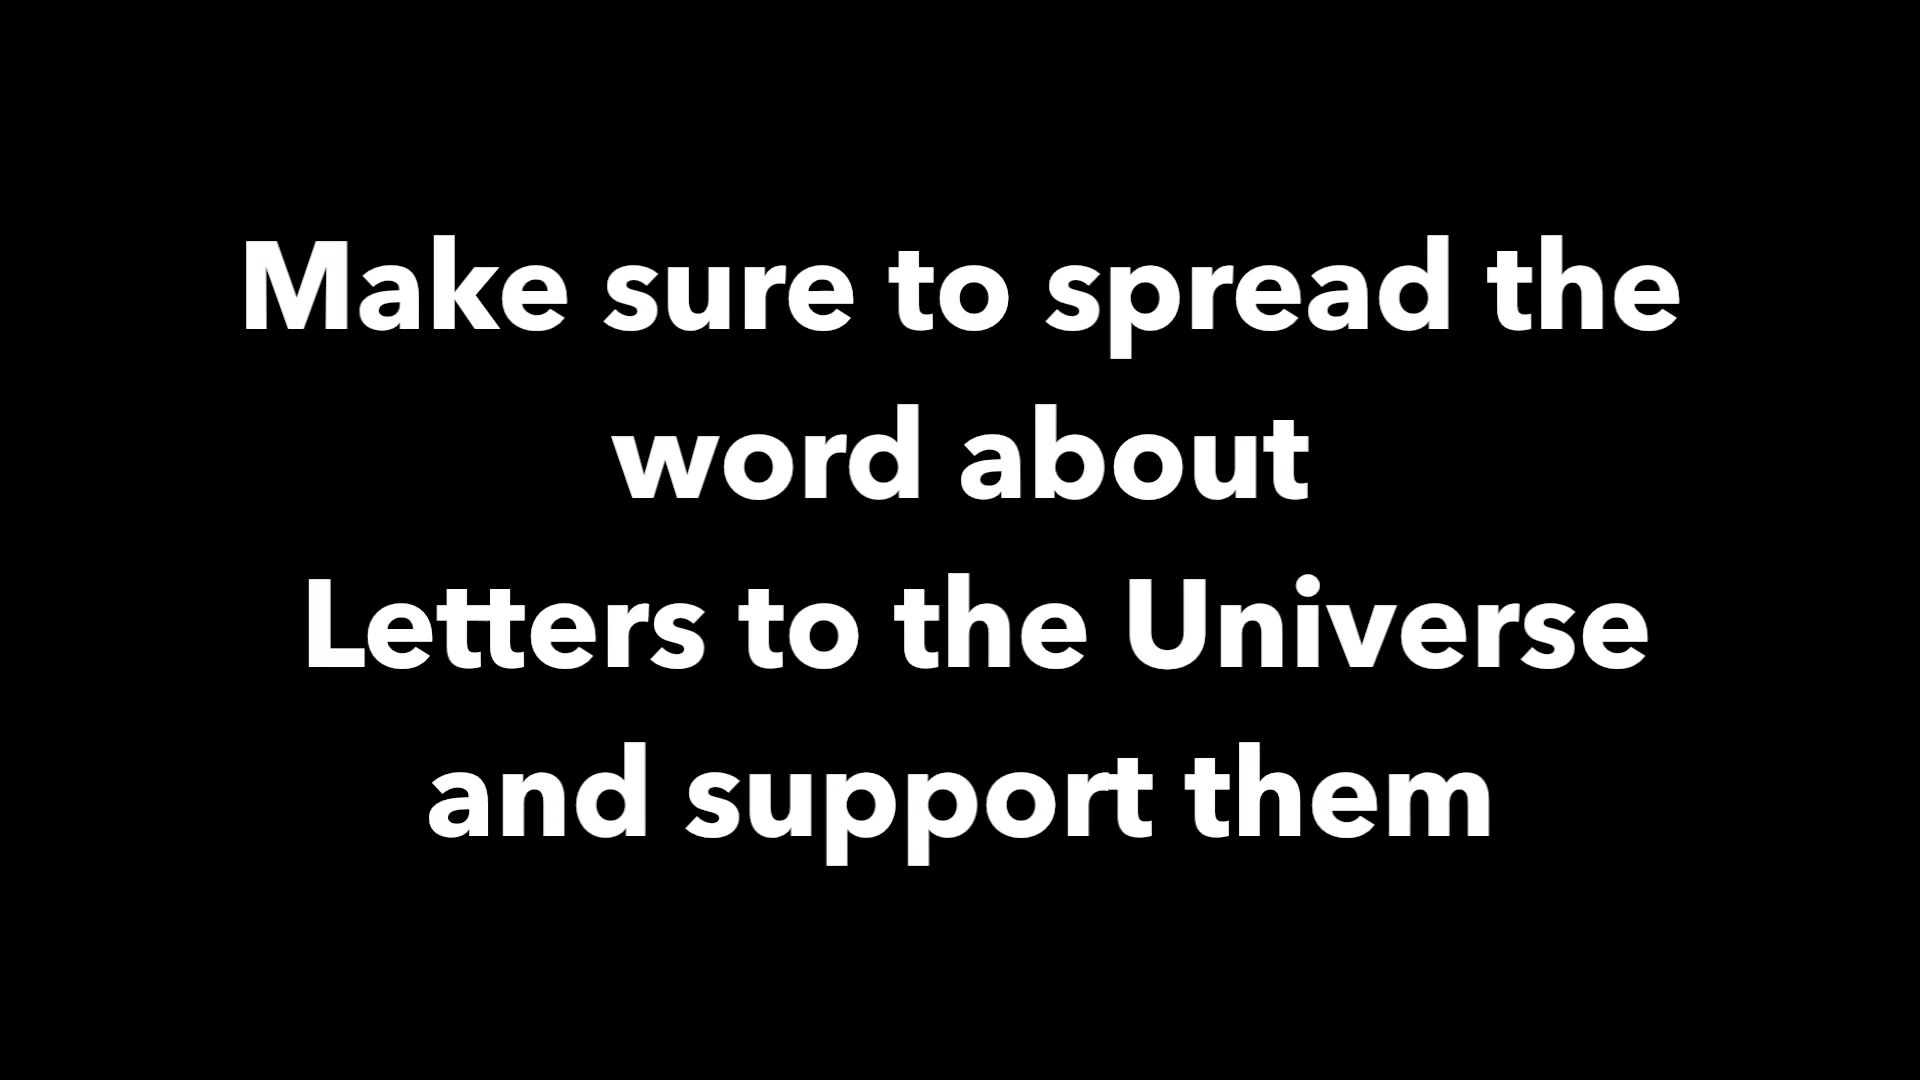 Make sure to spread the
word about
Letters to the Universe
and support them